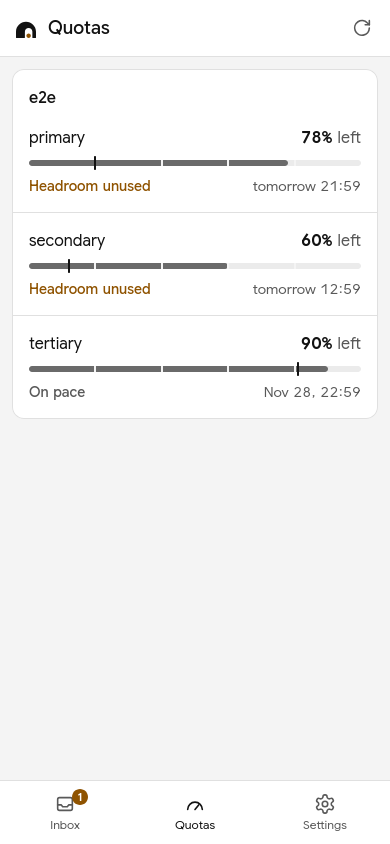 Quotas
e2e
primary 78% left
Headroom unused tomorrow 21:59
secondary 60% left
Headroom unused tomorrow 12:59
tertiary 90% left
On pace Nov 28, 22:59
1
Inbox Quotas Settings